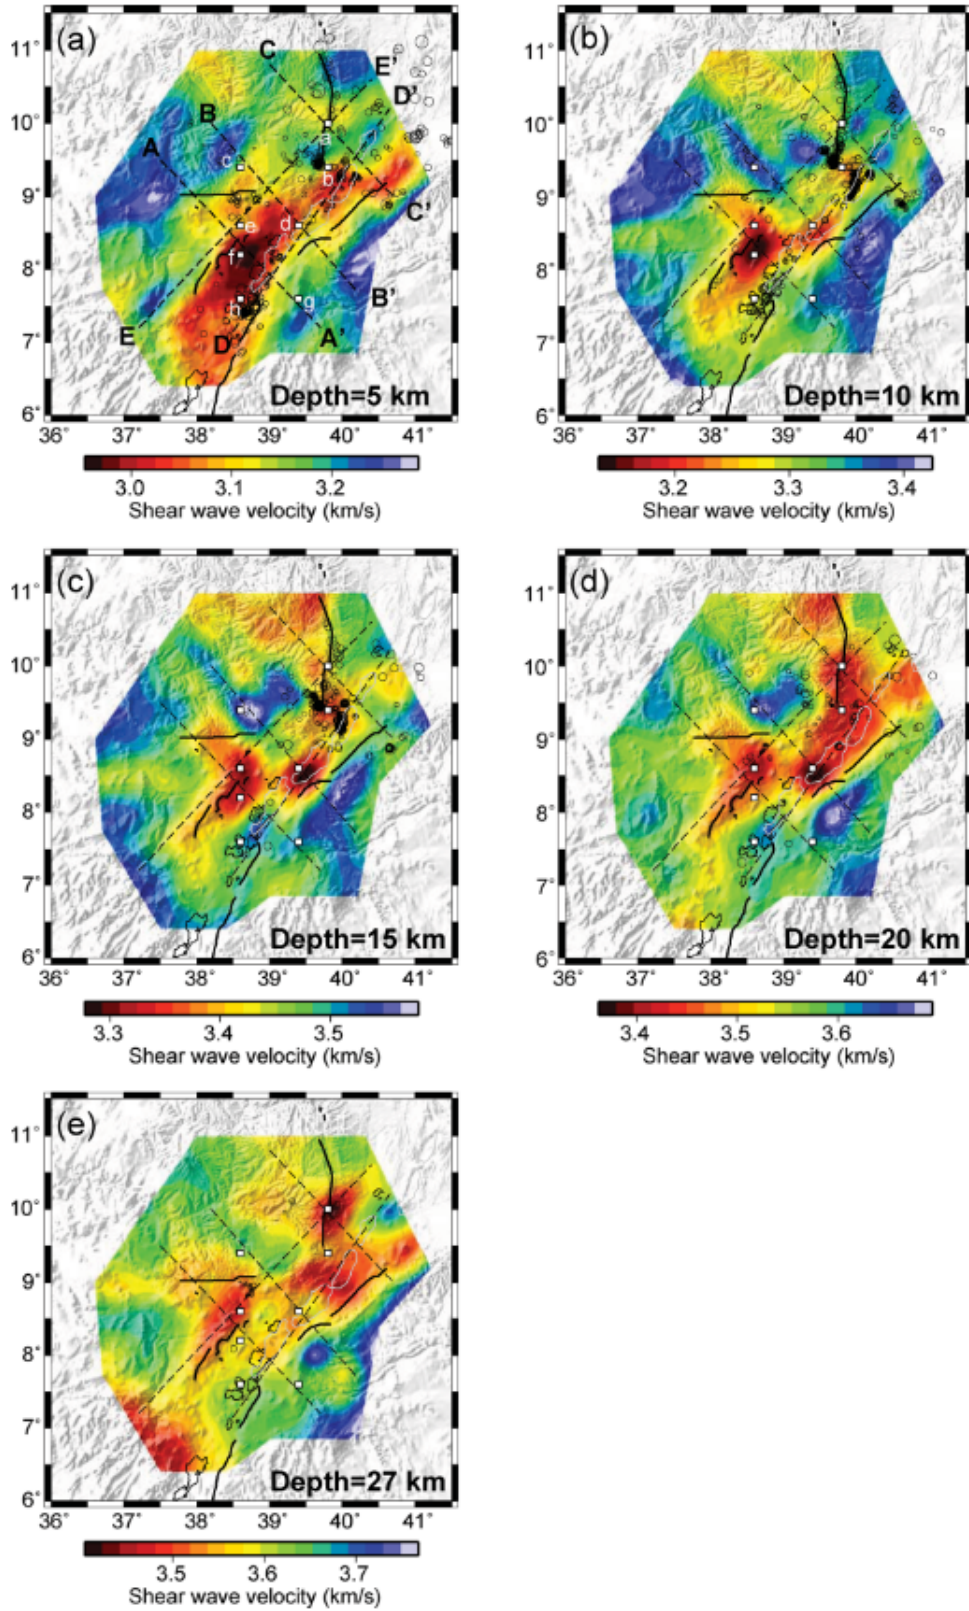 (a)
C
E'
D'
B
A
a
c
b
C'
e
d
f
B'
g
h
E
D
A'
Depth=5 km
11°
10°
9°
8°
7°
6°
36° 37° 38° 39° 40° 41°
3.0 3.1 3.2
Shear wave velocity (km/s)
(b)
Depth=10 km
11°
10°
9°
8°
7°
6°
36° 37° 38° 39° 40° 41°
3.2 3.3 3.4
Shear wave velocity (km/s)
(c)
Depth=15 km
11°
10°
9°
8°
7°
6°
36° 37° 38° 39° 40° 41°
3.3 3.4 3.5
Shear wave velocity (km/s)
(d)
Depth=20 km
11°
10°
9°
8°
7°
6°
36° 37° 38° 39° 40° 41°
3.4 3.5 3.6
Shear wave velocity (km/s)
(e)
Depth=27 km
11°
10°
9°
8°
7°
6°
36° 37° 38° 39° 40° 41°
3.5 3.6 3.7
Shear wave velocity (km/s)